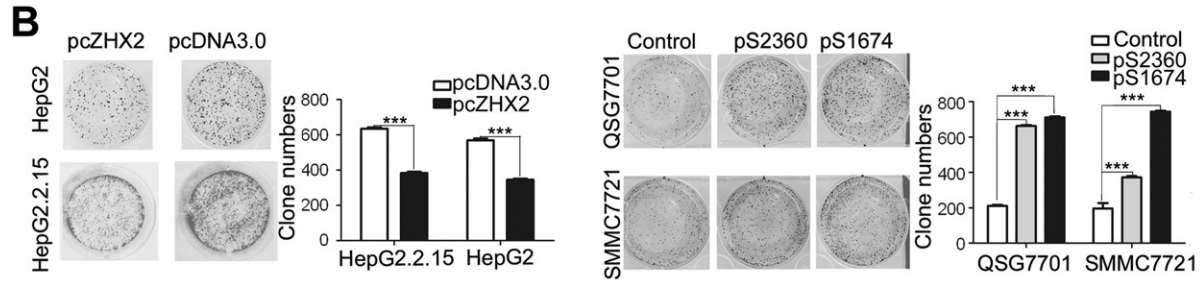 B
pcZHX2 pcDNA3.0
HepG2
HepG2.2.15
pcDNA3.0
pcZHX2
Clone numbers
800
600
400
200
0
***
***
HepG2.2.15 HepG2
Control pS2360 pS1674
QSG7701
SMMC7721
Control
pS2360
pS1674
Clone numbers
800
600
400
200
0
***
***
***
***
QSG7701 SMMC7721